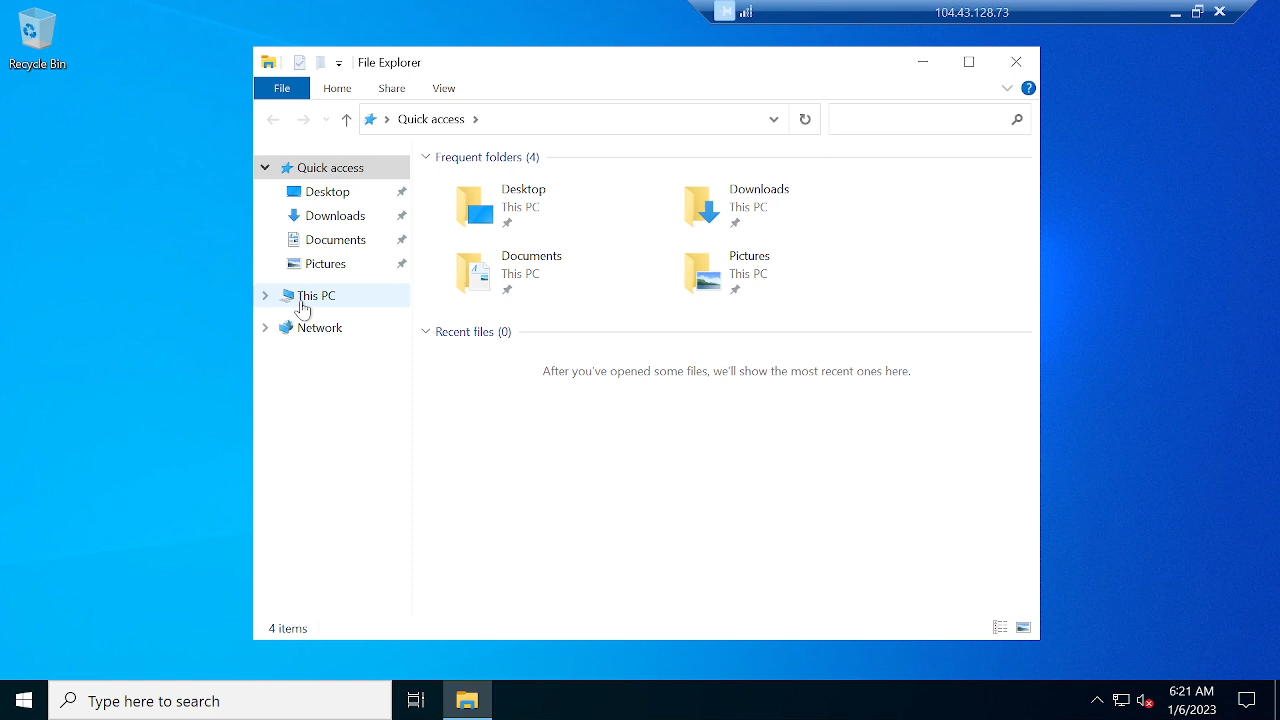 104.43.128.73
Recycle Bin
File Explorer
File Home Share View
Quick access
Quick access
Desktop
Downloads
Documents
Pictures
This PC
Network
Frequent folders (4)
Desktop
This PC
Downloads
This PC
Documents
This PC
Pictures
This PC
Recent files (0)
After you've opened some files, we'll show the most recent ones here.
4 items
Type here to search
6:21 AM
1/6/2023